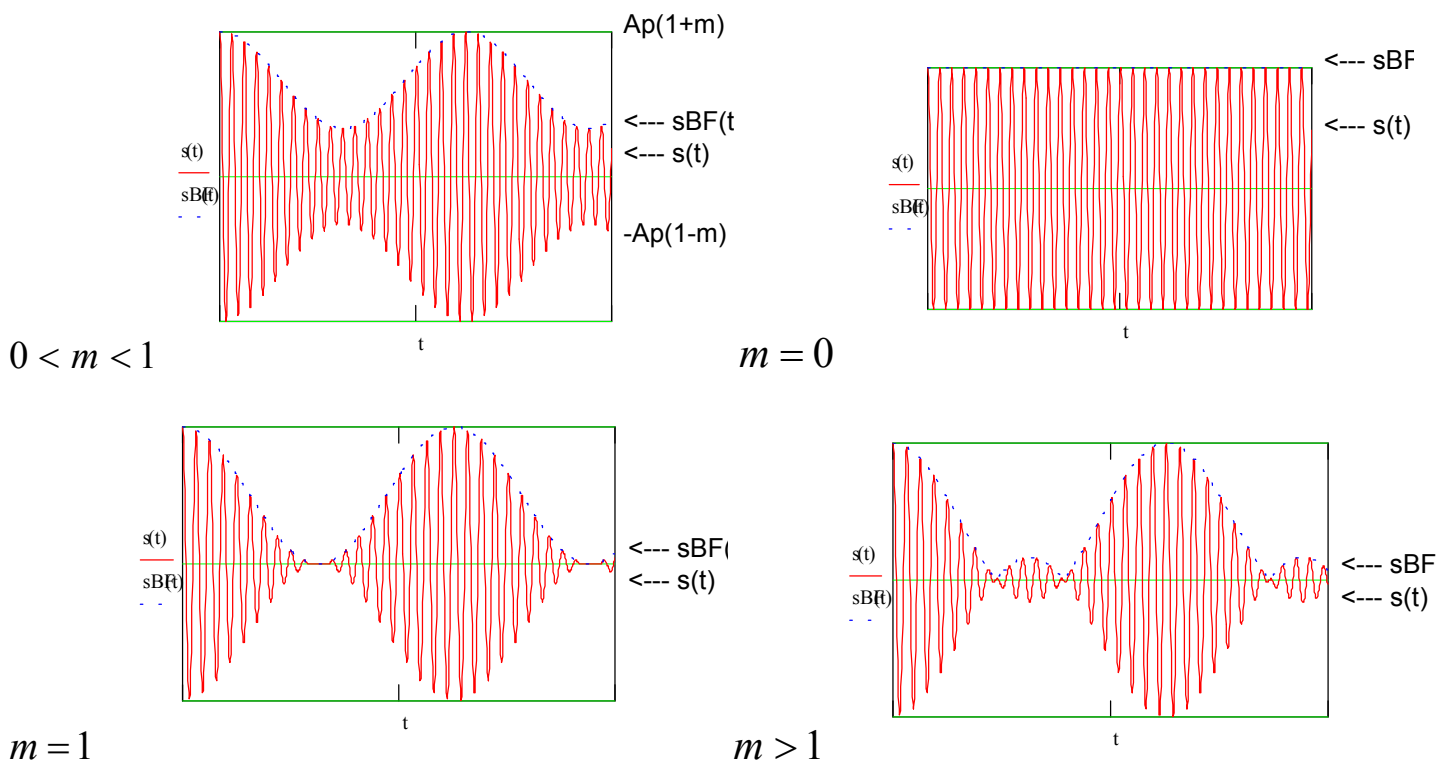 Ap(1+m)
<--- sBF(t
<--- s(t)
s(t)
sBF(t)
-Ap(1-m)
t
0 < m < 1
<--- sBF
<--- s(t)
s(t)
sBF(t)
t
m = 0
s(t)
sBF(t)
<--- sBF(
<--- s(t)
t
m = 1
s(t)
sBF(t)
<--- sBF
<--- s(t)
t
m > 1